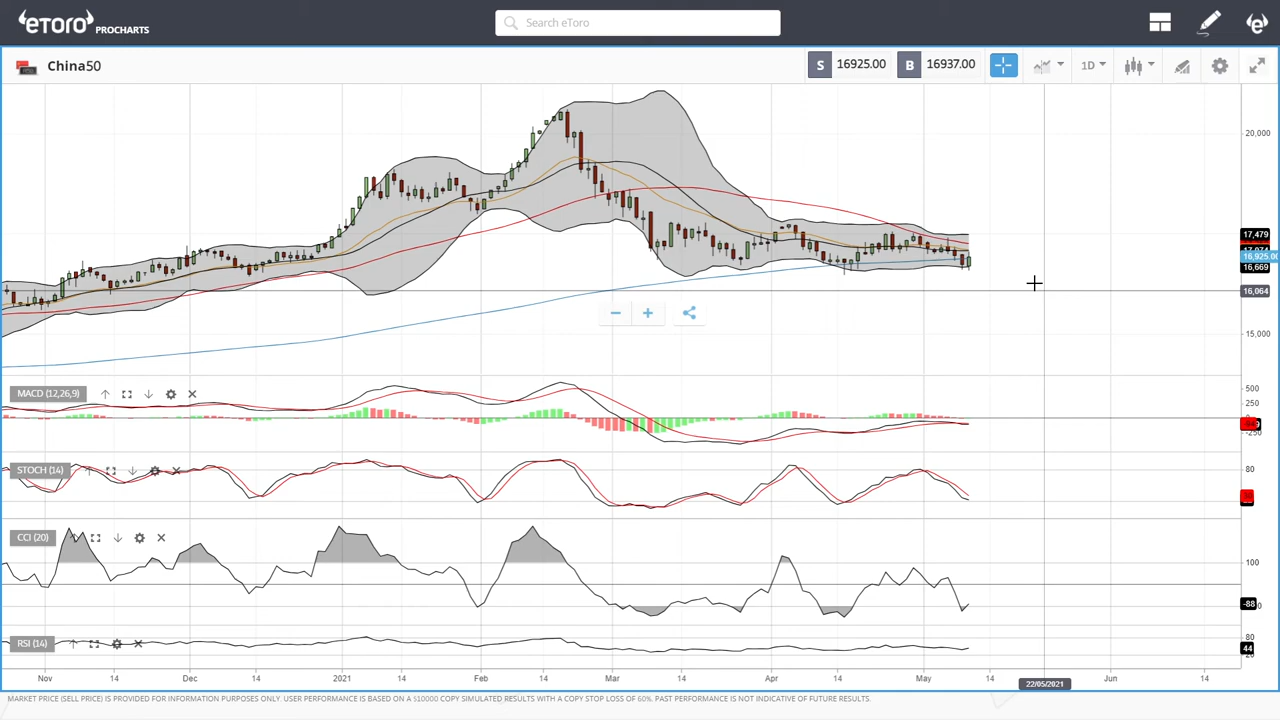 eToro PROCHARTS
Search eToro
China50
S 16925.00 B 16937.00
1D
20,000
17,479
16,925.00
16,669
16,064
15,000
MACD (12,26,9)
500
250
-250
STOCH (14)
80
CCI (20)
100
-88
RSI (14)
80
44
Nov 14 Dec 14 2021 14 Feb 14 Mar 14 Apr 14 May 14 Jun 14
22/05/2021
MARKET PRICE (SELL PRICE) IS PROVIDED FOR INFORMATION PURPOSES ONLY. USER PERFORMANCE IS BASED ON A $10000 COPY SIMULATED RESULTS WITH A COPY STOP LOSS OF 60%. PAST PERFORMANCE IS NOT INDICATIVE OF FUTURE RESULTS.